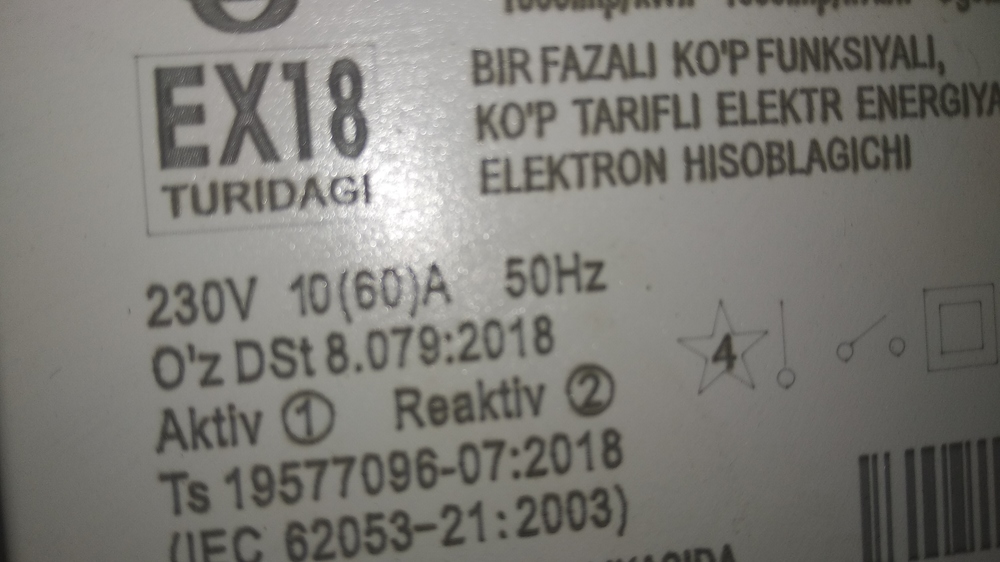 EX18
TURIDAGI
BIR FAZALI KO'P FUNKSIYALI,
KO'P TARIFLI ELEKTR ENERGIYA
ELEKTRON HISOBLAGICHI
230V 10(60)A 50Hz
O'z DSt 8.079:2018
Aktiv ① Reaktiv ②
Ts 19577096-07:2018
(IEC 62053-21:2003)
4